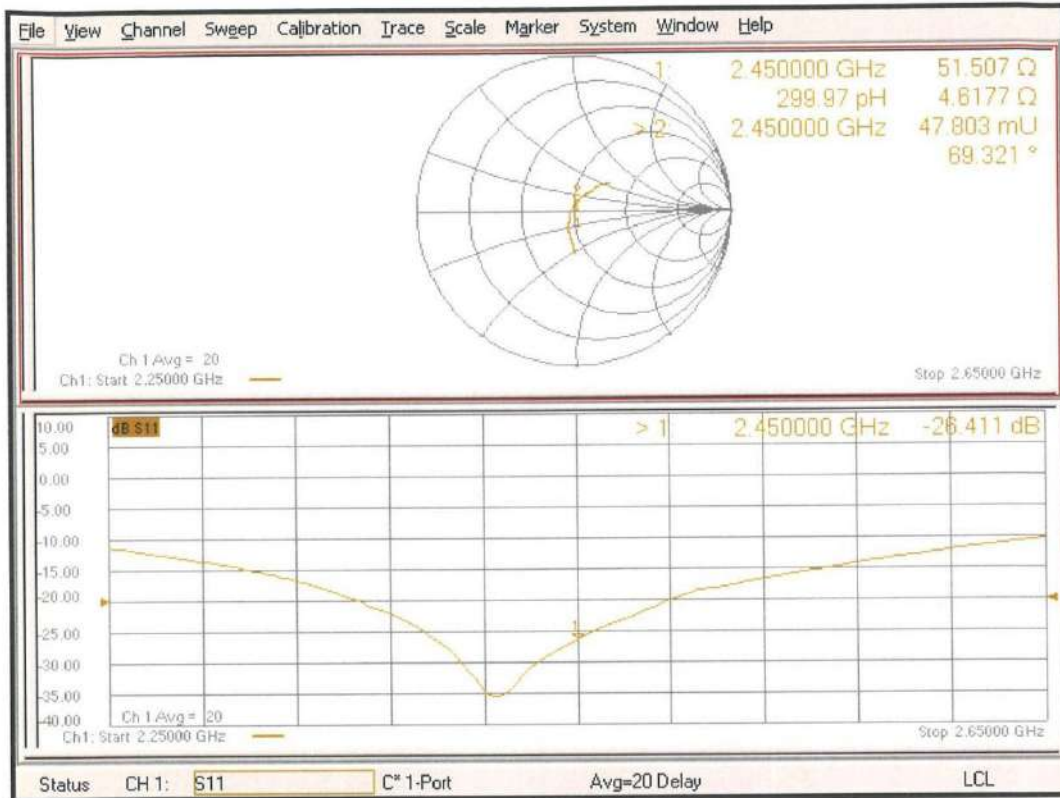 File View Channel Sweep Calibration Trace Scale Marker System Window Help
1: 2.450000 GHz 51.507 Ω
299.97 pH 4.6177 Ω
> 2 2.450000 GHz 47.803 mU
69.321 °
Ch 1 Avg = 20
Ch1: Start 2.25000 GHz
Stop 2.65000 GHz
10.00
dB S11
> 1 2.450000 GHz -26.411 dB
5.00
0.00
-5.00
-10.00
-15.00
-20.00
-25.00
1
-30.00
-35.00
-40.00
Ch 1 Avg = 20
Ch1: Start 2.25000 GHz
Stop 2.65000 GHz
Status CH 1: S11 C* 1-Port Avg=20 Delay LCL